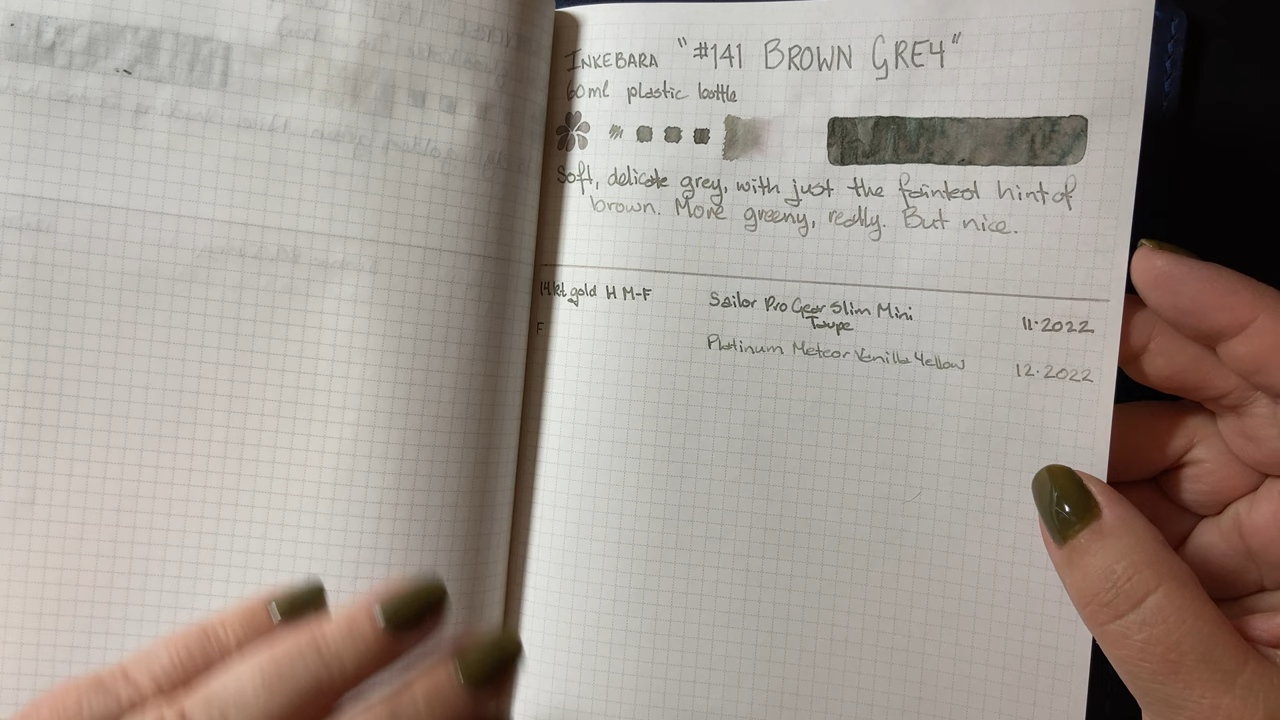 INKEBARA "#141 BROWN GREY"
60ml plastic bottle
Soft, delicate grey, with just the faintest hint of
brown. More greeny, really. But nice.
14kt gold H M-F Sailor Pro Gear Slim Mini 11·2022
Taupe
F Platinum Meteor Vanilla Yellow 12·2022